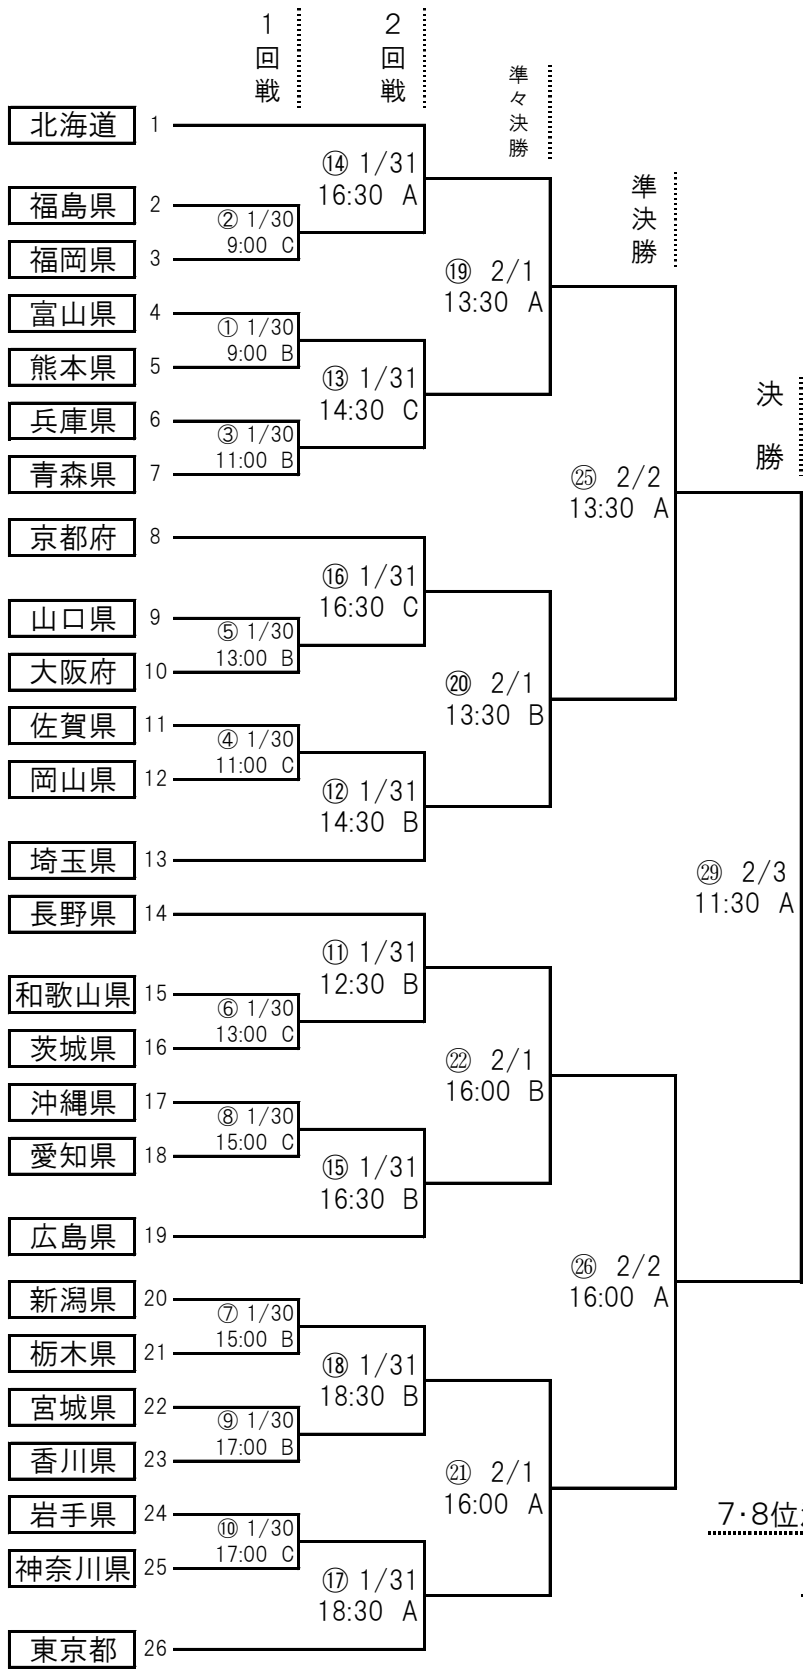 1回戦
2回戦
準々決勝
準決勝
決勝
北海道 1
⑭ 1/31
16:30 A
福島県 2
② 1/30
9:00 C
福岡県 3
⑲ 2/1
13:30 A
富山県 4
① 1/30
9:00 B
熊本県 5
⑬ 1/31
14:30 C
兵庫県 6
③ 1/30
11:00 B
青森県 7
㉕ 2/2
13:30 A
京都府 8
⑯ 1/31
16:30 C
山口県 9
⑤ 1/30
13:00 B
大阪府 10
⑳ 2/1
13:30 B
佐賀県 11
④ 1/30
11:00 C
岡山県 12
⑫ 1/31
14:30 B
埼玉県 13
㉙ 2/3
11:30 A
長野県 14
⑪ 1/31
12:30 B
和歌山県 15
⑥ 1/30
13:00 C
茨城県 16
㉒ 2/1
16:00 B
沖縄県 17
⑧ 1/30
15:00 C
愛知県 18
⑮ 1/31
16:30 B
広島県 19
㉖ 2/2
16:00 A
新潟県 20
⑦ 1/30
15:00 B
栃木県 21
⑱ 1/31
18:30 B
宮城県 22
⑨ 1/30
17:00 B
香川県 23
㉑ 2/1
16:00 A
岩手県 24
⑩ 1/30
17:00 C
神奈川県 25
⑰ 1/31
18:30 A
東京都 26
7・8位